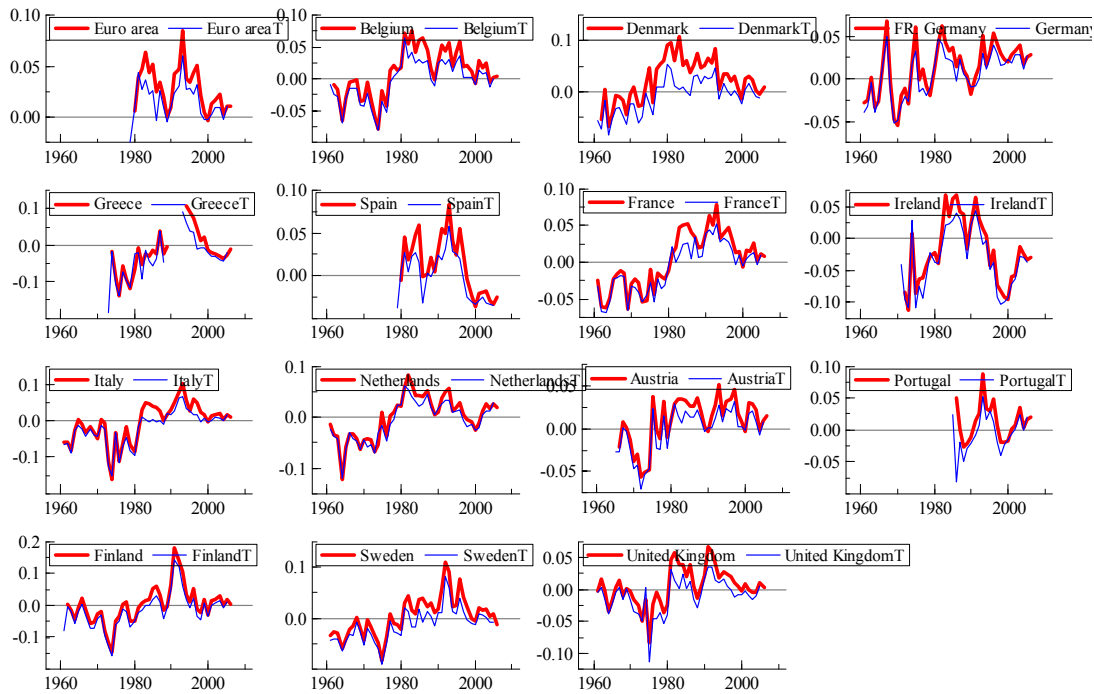 Euro area Euro areaT
0.10
0.05
0.00
1960 1980 2000
Belgium BelgiumT
0.10
0.05
0.00
-0.05
1960 1980 2000
Denmark DenmarkT
0.1
0.0
1960 1980 2000
FR Germany Germany
0.05
0.00
-0.05
1960 1980 2000
Greece GreeceT
0.1
-0.0
-0.1
1960 1980 2000
Spain SpainT
0.10
0.05
0.00
1960 1980 2000
France FranceT
0.10
0.05
0.00
-0.05
1960 1980 2000
Ireland IrelandT
0.05
0.00
-0.05
-0.10
1960 1980 2000
Italy ItalyT
0.1
-0.0
-0.1
1960 1980 2000
Netherlands NetherlandsT
0.1
0.0
-0.1
1960 1980 2000
Austria AustriaT
0.05
0.00
-0.05
1960 1980 2000
Portugal PortugalT
0.10
0.05
0.00
-0.05
1960 1980 2000
Finland FinlandT
0.2
0.1
-0.0
-0.1
1960 1980 2000
Sweden SwedenT
0.1
0.0
1960 1980 2000
United Kingdom United KingdomT
0.05
-0.00
-0.05
-0.10
1960 1980 2000